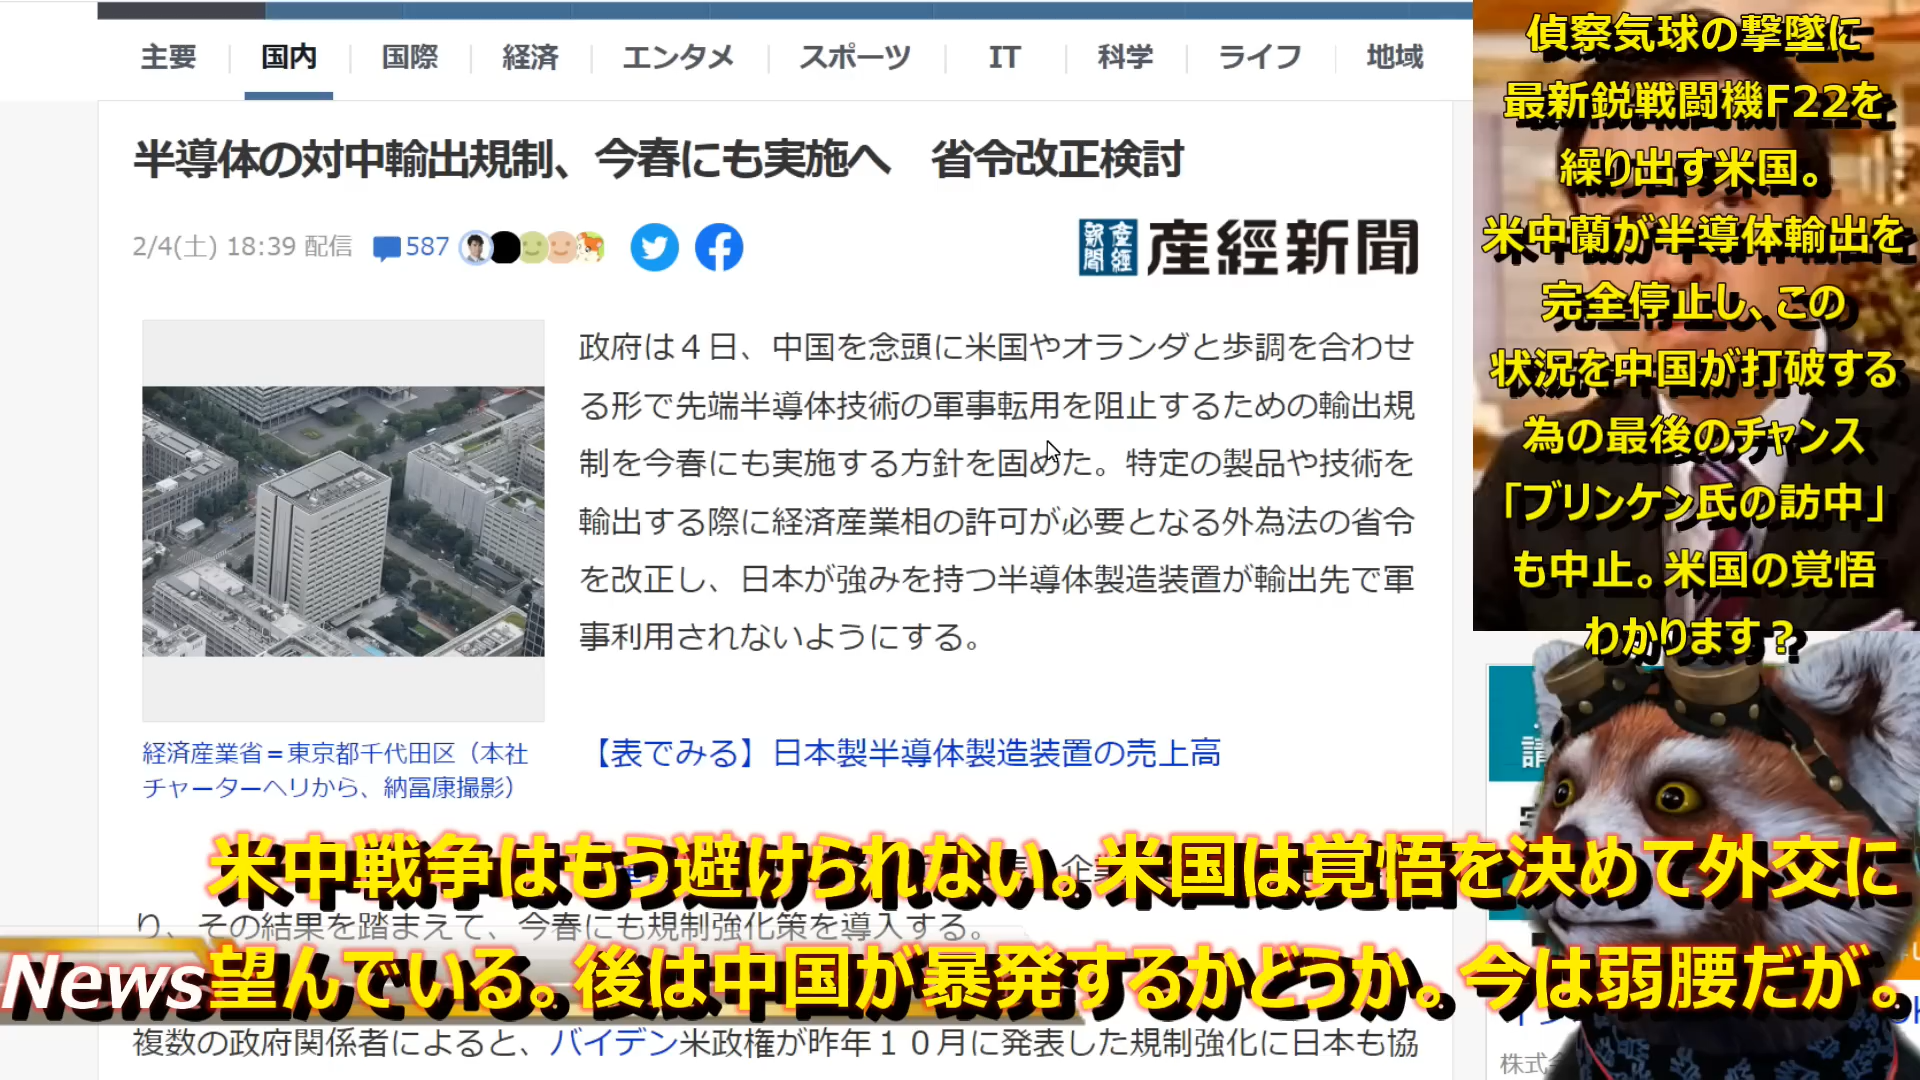 主要
国内
国際
経済
エンタメ
スポーツ
IT
科学
ライフ
地域
半導体の対中輸出規制、今春にも実施へ　省令改正検討
2/4(土) 18:39 配信
587
産経新聞
産經新聞
政府は４日、中国を念頭に米国やオランダと歩調を合わせ
る形で先端半導体技術の軍事転用を阻止するための輸出規
制を今春にも実施する方針を固めた。特定の製品や技術を
輸出する際に経済産業相の許可が必要となる外為法の省令
を改正し、日本が強みを持つ半導体製造装置が輸出先で軍
事利用されないようにする。
経済産業省＝東京都千代田区（本社
チャーターヘリから、納冨康撮影）
【表でみる】日本製半導体製造装置の売上高
り、その結果を踏まえて、今春にも規制強化策を導入する。
複数の政府関係者によると、バイデン米政権が昨年１０月に発表した規制強化に日本も協
偵察気球の撃墜に
最新鋭戦闘機F22を
繰り出す米国。
米中蘭が半導体輸出を
完全停止し、この
状況を中国が打破する
為の最後のチャンス
「ブリンケン氏の訪中」
も中止。米国の覚悟
わかります？
米中戦争はもう避けられない。米国は覚悟を決めて外交に
News
望んでいる。後は中国が暴発するかどうか。今は弱腰だが。
株式